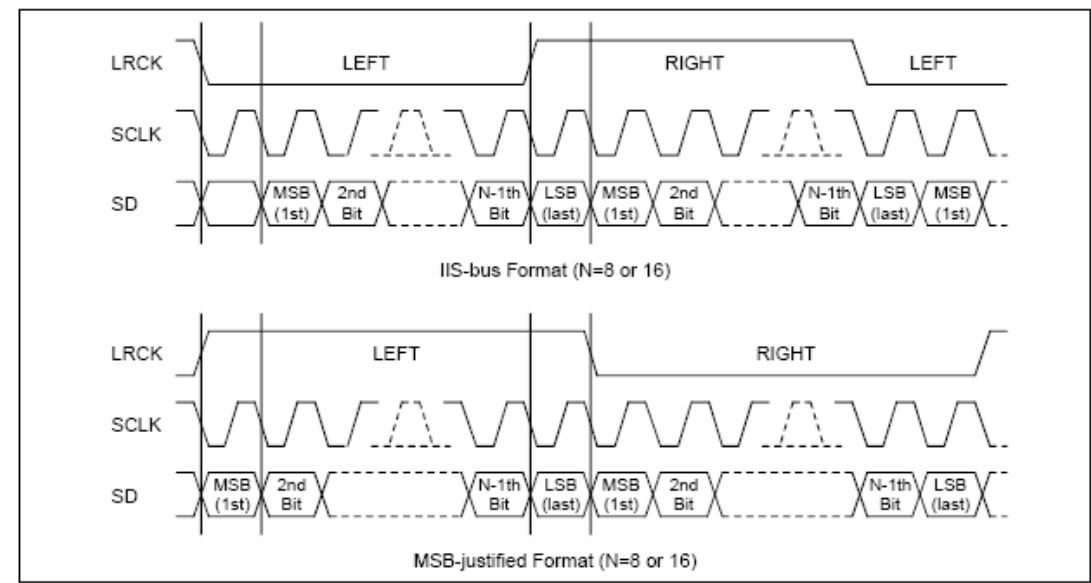 LRCK LEFT RIGHT LEFT
SCLK
SD MSB (1st) 2nd Bit N-1th Bit LSB (last) MSB (1st) 2nd Bit N-1th Bit LSB (last) MSB (1st)
IIS-bus Format (N=8 or 16)
LRCK LEFT RIGHT
SCLK
SD MSB (1st) 2nd Bit N-1th Bit LSB (last) MSB (1st) 2nd Bit N-1th Bit LSB (last)
MSB-justified Format (N=8 or 16)